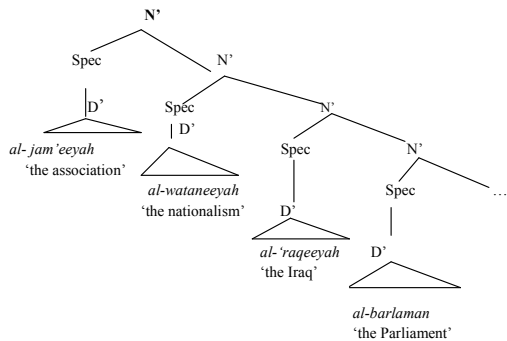 N’
Spec
N’
D’
Spec
N’
D’
al- jam’eeyah
‘the association’
Spec
N’
al-wataneeyah
‘the nationalism’
Spec
…
D’
al-‘raqeeyah
‘the Iraq’
D’
al-barlaman
‘the Parliament’